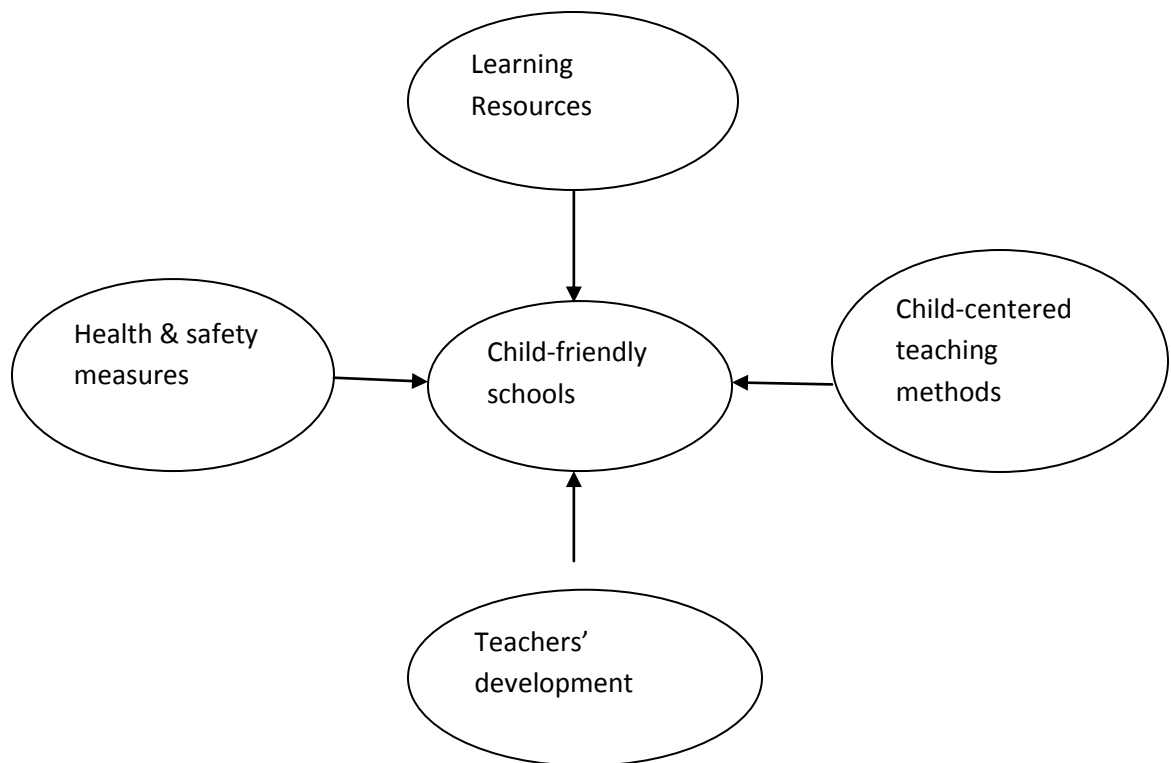 Learning
Resources
Health & safety
measures
Child-friendly
schools
Child-centered
teaching
methods
Teachers’
development